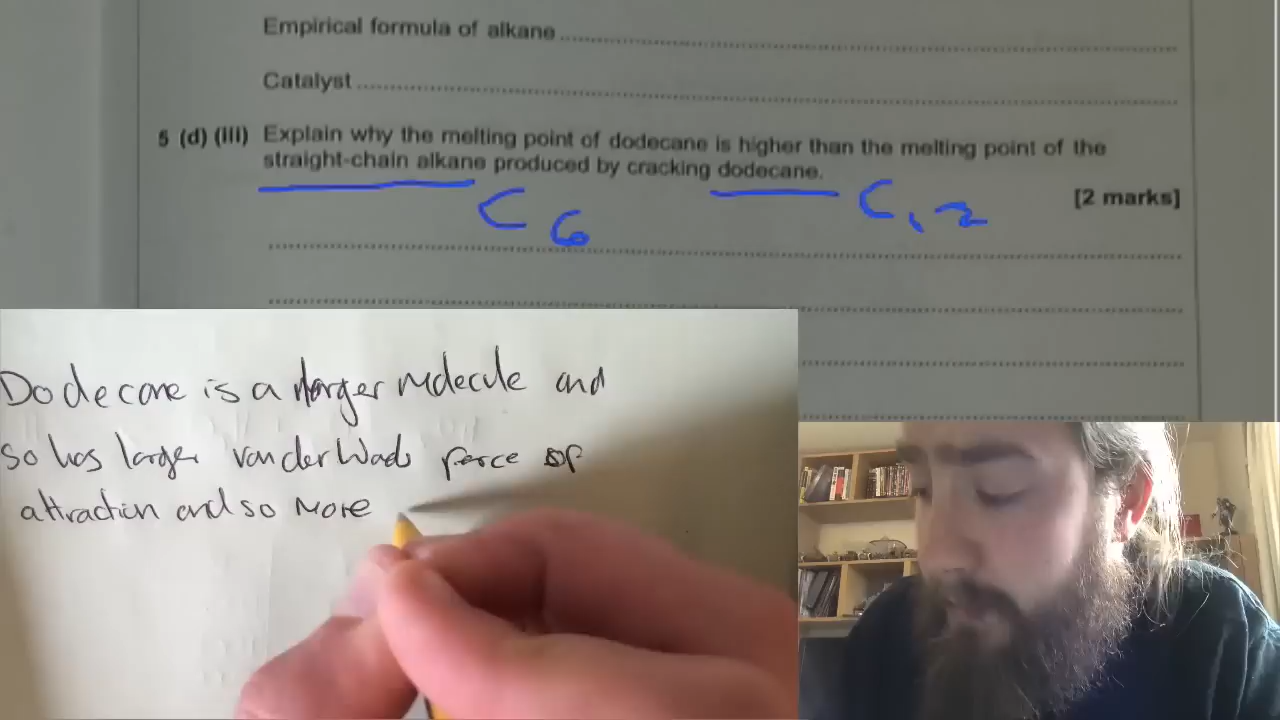 Empirical formula of alkane
Catalyst
5 (d) (iii) Explain why the melting point of dodecane is higher than the melting point of the
straight-chain alkane produced by cracking dodecane.
C6 C12
[2 marks]
Dodecane is a larger molecule and
so has larger van der Waals force of
attraction and so more